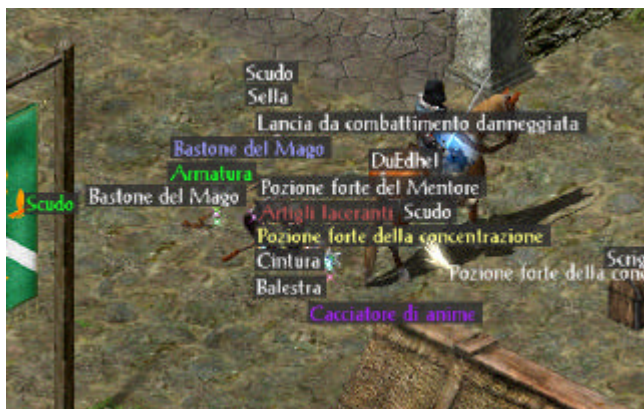 Scudo
Sella
Lancia da combattimento danneggiata
Bastone del Mago
DuEdhel
Armatura
Pozione forte del Mentore
Bastone del Mago
Scudo
Artigli laceranti
Scudo
Pozione forte della concentrazione
Cintura
Pozione forte della
Balestra
Cacciatore di anime